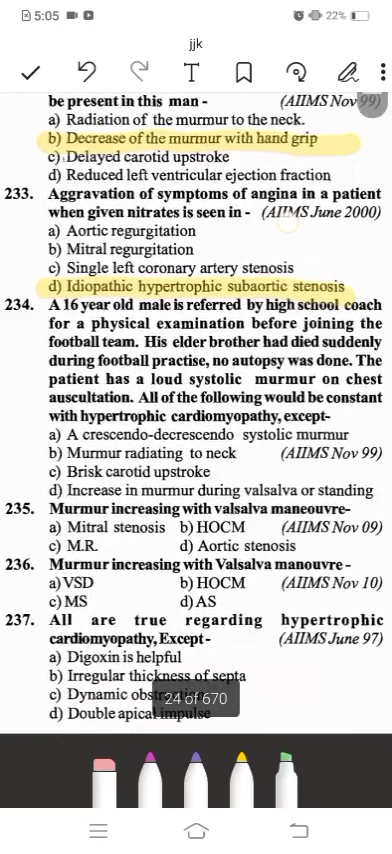 5:05
22%
jjk
T
be present in this man - (AIIMS Nov 99)
a) Radiation of the murmur to the neck.
b) Decrease of the murmur with hand grip
c) Delayed carotid upstroke
d) Reduced left ventricular ejection fraction
233. Aggravation of symptoms of angina in a patient
when given nitrates is seen in - (AIIMS June 2000)
a) Aortic regurgitation
b) Mitral regurgitation
c) Single left coronary artery stenosis
d) Idiopathic hypertrophic subaortic stenosis
234. A 16 year old male is referred by high school coach
for a physical examination before joining the
football team. His elder brother had died suddenly
during football practise, no autopsy was done. The
patient has a loud systolic murmur on chest
auscultation. All of the following would be constant
with hypertrophic cardiomyopathy, except-
a) A crescendo-decrescendo systolic murmur
b) Murmur radiating to neck (AIIMS Nov 99)
c) Brisk carotid upstroke
d) Increase in murmur during valsalva or standing
235. Murmur increasing with valsalva maneouvre-
a) Mitral stenosis b) HOCM (AIIMS Nov 09)
c) M.R. d) Aortic stenosis
236. Murmur increasing with Valsalva manouvre -
a) VSD b) HOCM (AIIMS Nov 10)
c) MS d) AS
237. All are true regarding hypertrophic
cardiomyopathy, Except - (AIIMS June 97)
a) Digoxin is helpful
b) Irregular thickness of septa
c) Dynamic obstruction
d) Double apical impulse
24 of 670